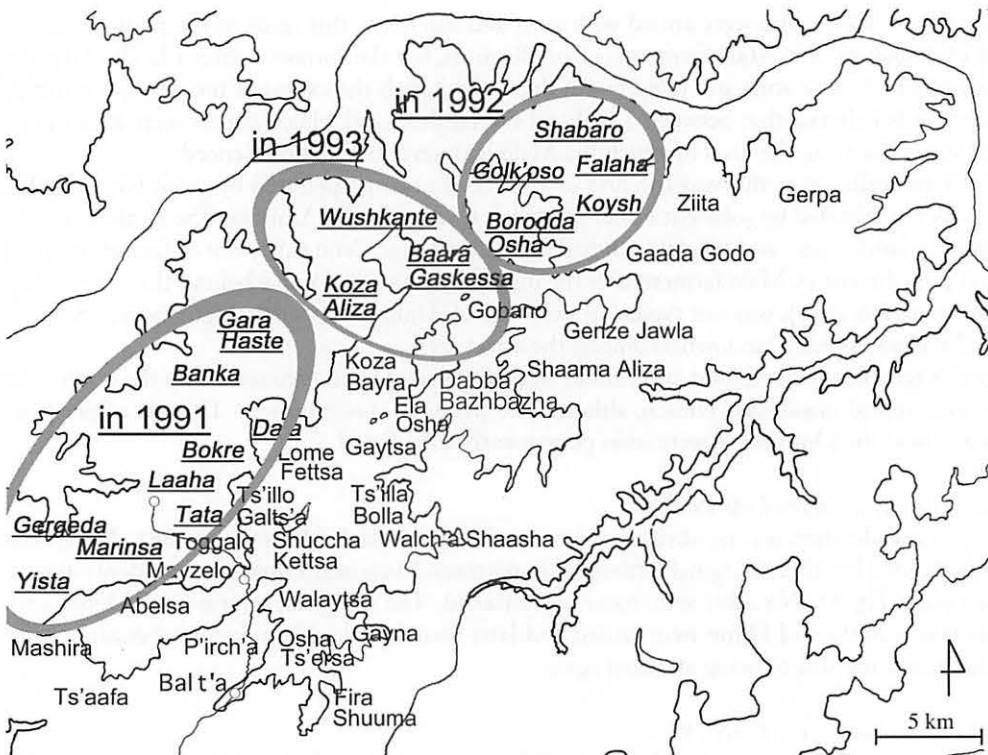 in 1992
Shabaro
in 1993
Golk'oso
Falaha
Wushkante
Koysh
Ziita
Gerpa
Borodda
Osha
Baara
Gaskessa
Gaada Godo
Koza
Aliza
Gobano
Gara
Haste
Gerze Jawla
Koza
Bayra
Shaama Aliza
Banka
Dabba
Bazhbazha
Ela
Osha
in 1991
Dala
Bokre
Lome
Fettsa
Gaytsa
Laaha
Ts'illo
Galts'a
Ts'illa
Bolla
Tata
Gergeda
Marinsa
Toggalo
Shuccha
Kettsa
Walch'a
Shaasha
Mayzelo
Yista
Abelsa
Walaytsa
Mashira
P'irch'a
Osha
Ts'ersa
Gayna
Ts'aafa
Balt'a
Fira
Shuuma
5 km